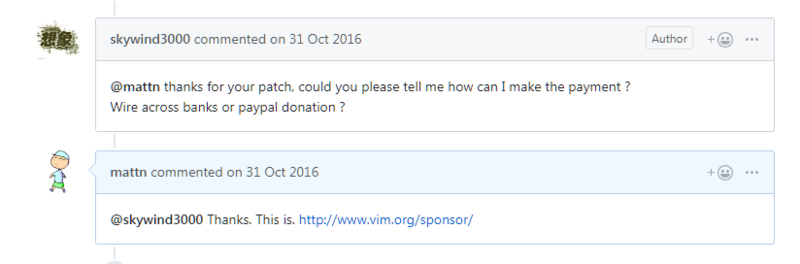 想象
skywind3000 commented on 31 Oct 2016 Author
@mattn thanks for your patch, could you please tell me how can I make the payment ?
Wire across banks or paypal donation ?
mattn commented on 31 Oct 2016
@skywind3000 Thanks. This is. http://www.vim.org/sponsor/